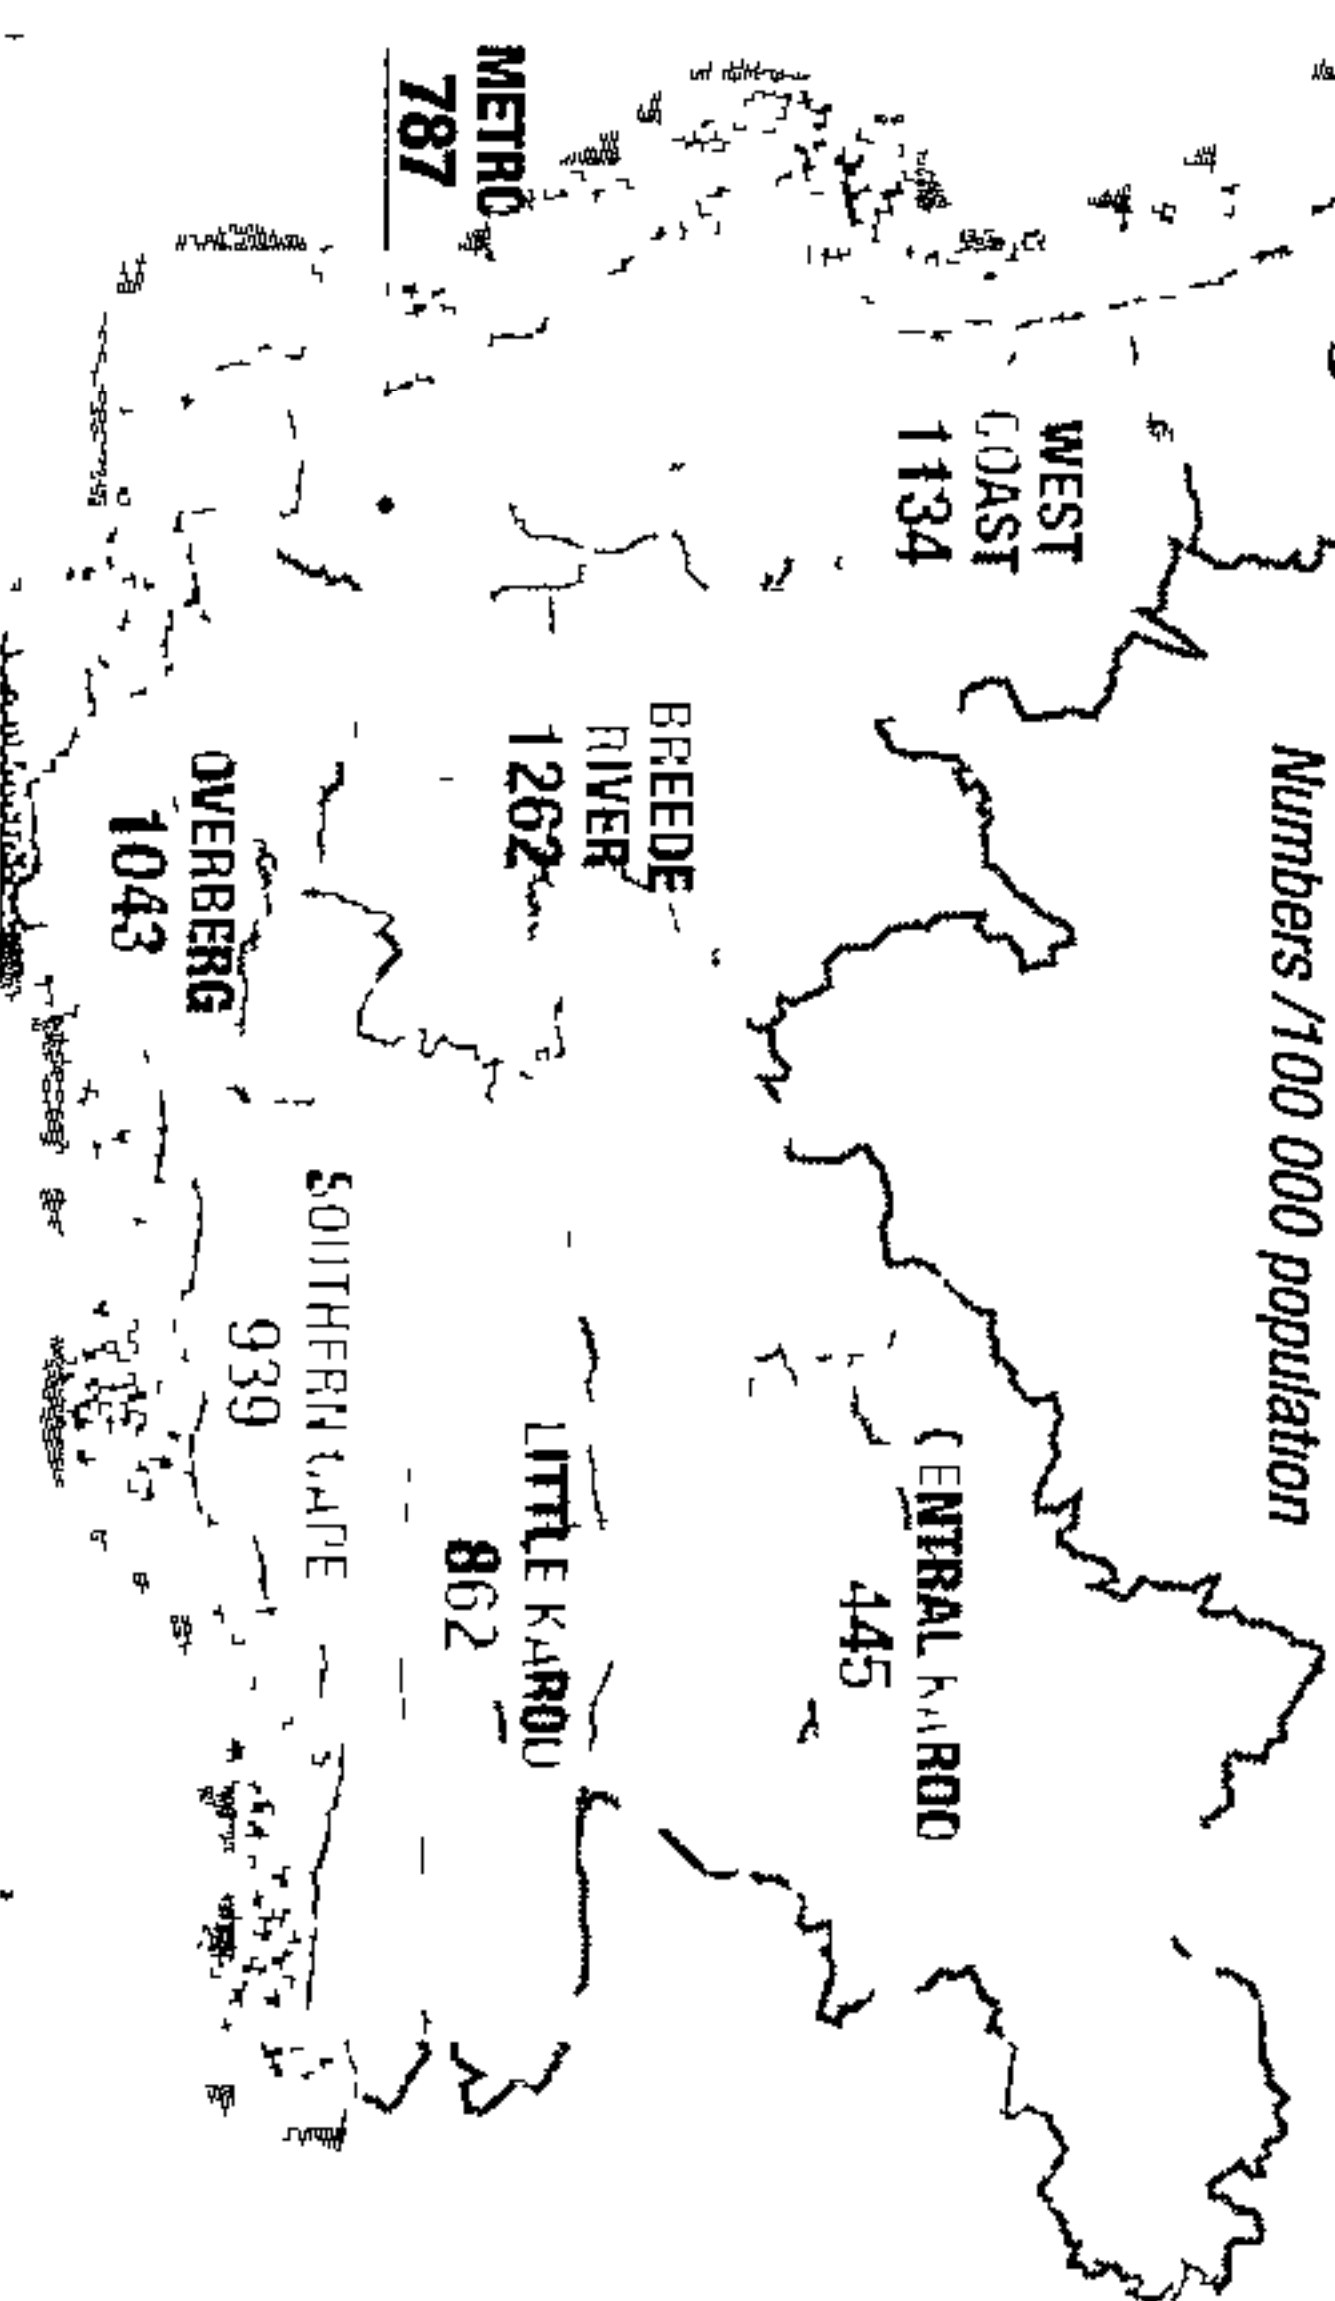 Numbers /100 000 population
WEST
COAST
1134
CENTRAL KAROO
445
BREEDE
RIVER
1262
LITTLE KAROO
862
METRO
787
SOUTHERN CAPE
939
OVERBERG
1043